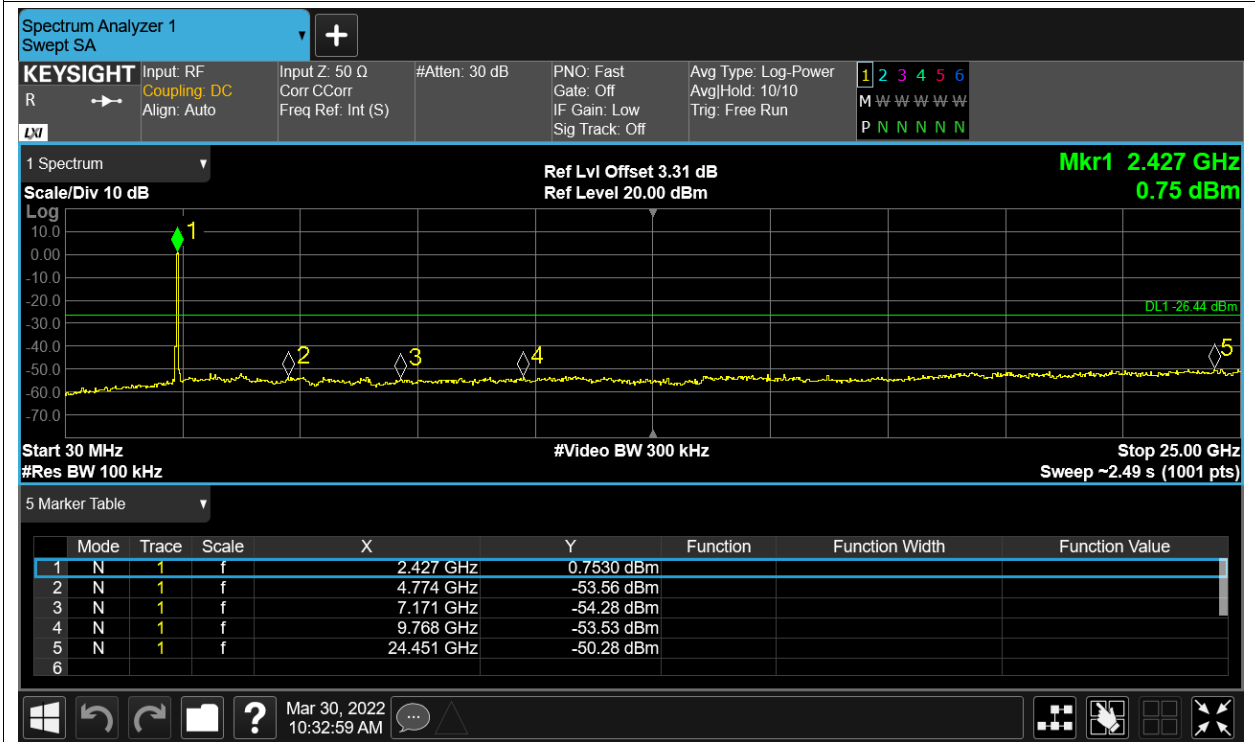 Spectrum Analyzer 1
Swept SA
KEYSIGHT Input: RF Input Z: 50 Ω #Atten: 30 dB PNO: Fast Avg Type: Log-Power 1 2 3 4 5 6
R Coupling: DC Corr CCorr Gate: Off Avg|Hold: 10/10 M W W W W W
Align: Auto Freq Ref: Int (S) IF Gain: Low Trig: Free Run
LXI Sig Track: Off P N N N N N
1 Spectrum Ref Lvl Offset 3.31 dB Mkr1 2.427 GHz
Scale/Div 10 dB Ref Level 20.00 dBm 0.75 dBm
Log
10.0 1
0.00
-10.0
-20.0 DL1 -26.44 dBm
-30.0
-40.0 2 3 4 5
-50.0
-60.0
-70.0
Start 30 MHz #Video BW 300 kHz Stop 25.00 GHz
#Res BW 100 kHz Sweep ~2.49 s (1001 pts)
5 Marker Table
Mode Trace Scale X Y Function Function Width Function Value
1 N 1 f 2.427 GHz 0.7530 dBm
2 N 1 f 4.774 GHz -53.56 dBm
3 N 1 f 7.171 GHz -54.28 dBm
4 N 1 f 9.768 GHz -53.53 dBm
5 N 1 f 24.451 GHz -50.28 dBm
6
? Mar 30, 2022
10:32:59 AM